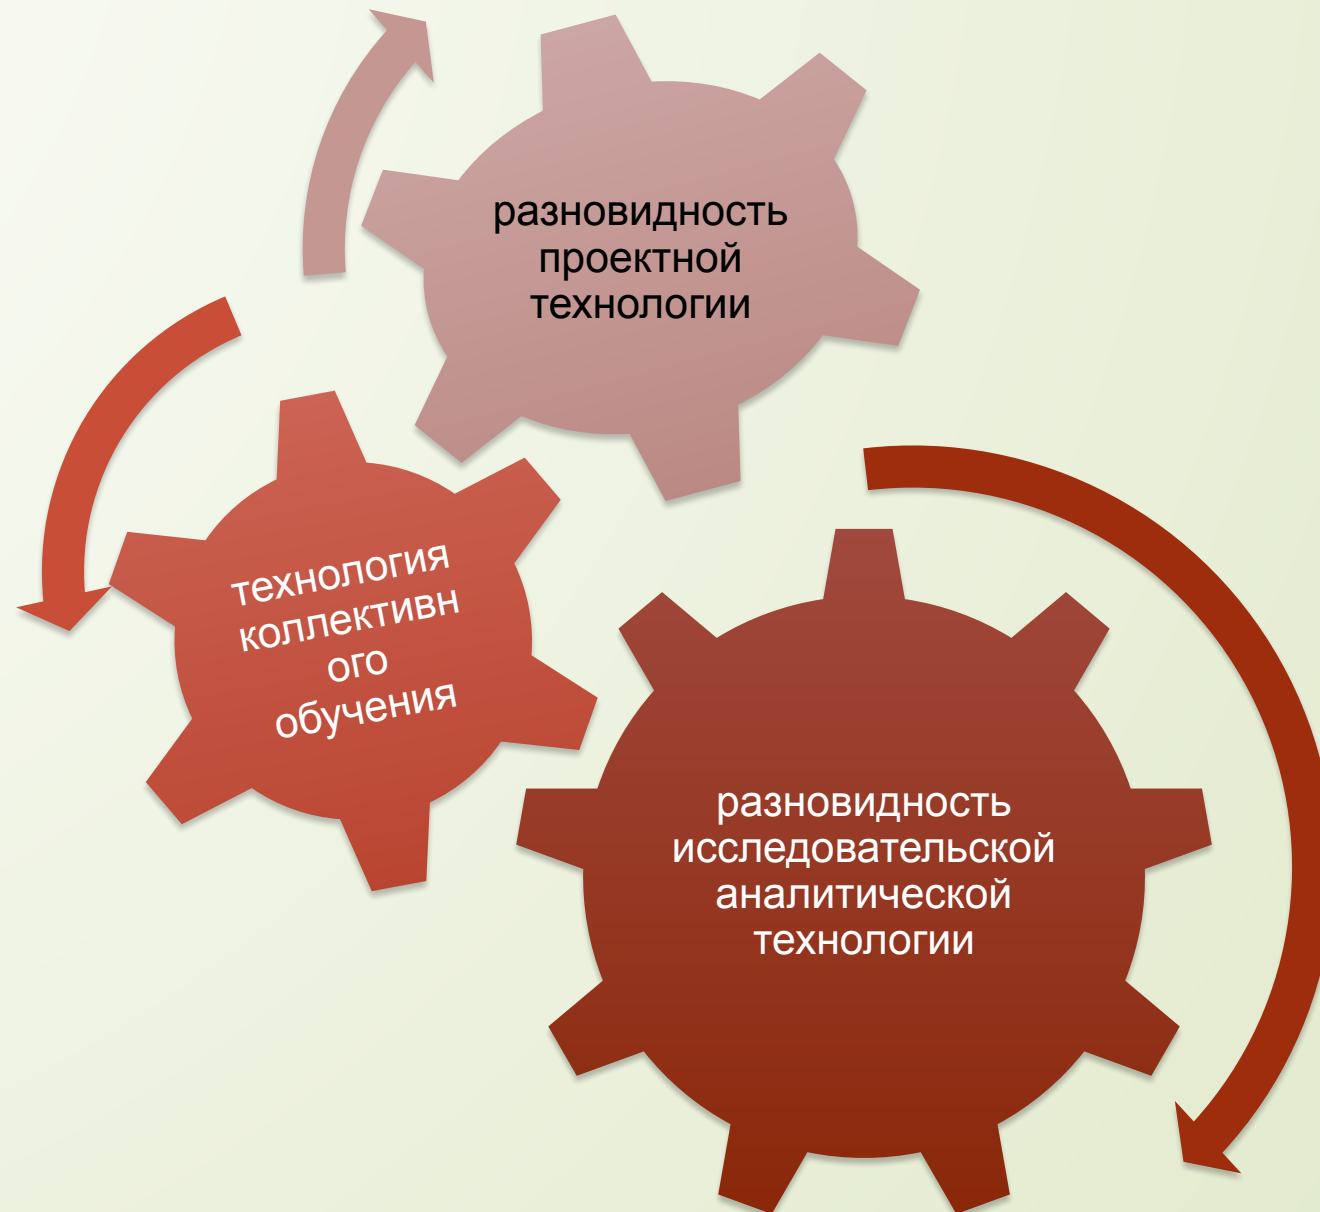 разновидность
проектной
технологии
технология
коллективн
ого
обучения
разновидность
исследовательской
аналитической
технологии